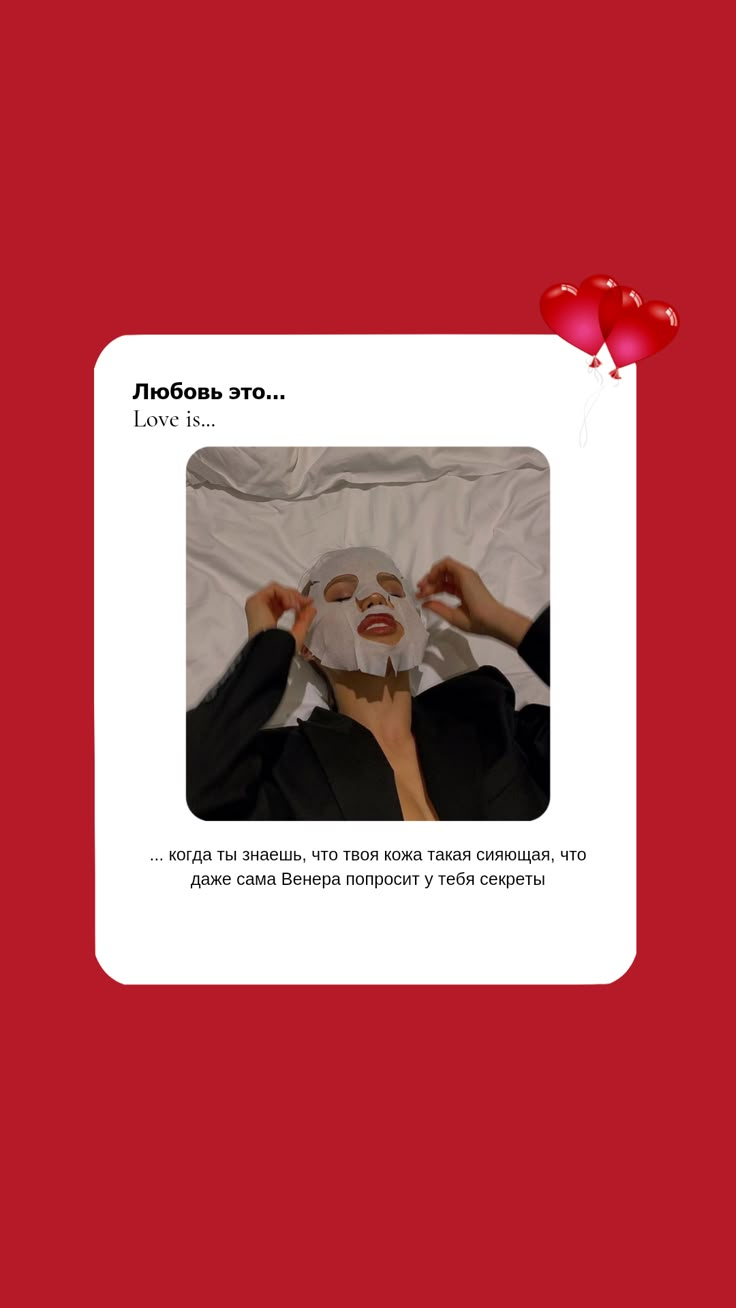 Любовь это...
Love is...
... когда ты знаешь, что твоя кожа такая сияющая, что
даже сама Венера попросит у тебя секреты